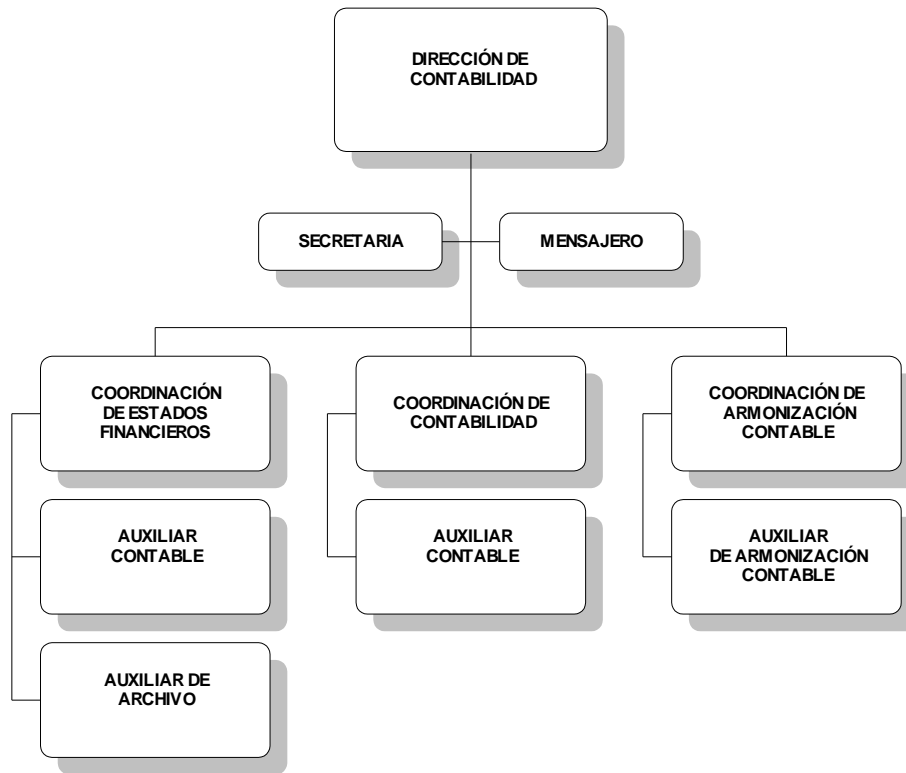 DIRECCIÓN DE
CONTABILIDAD
SECRETARIA
MENSAJERO
COORDINACIÓN
DE ESTADOS
FINANCIEROS
COORDINACIÓN DE
CONTABILIDAD
COORDINACIÓN DE
ARMONIZACIÓN
CONTABLE
AUXILIAR
CONTABLE
AUXILIAR
CONTABLE
AUXILIAR
DE ARMONIZACIÓN
CONTABLE
AUXILIAR DE
ARCHIVO